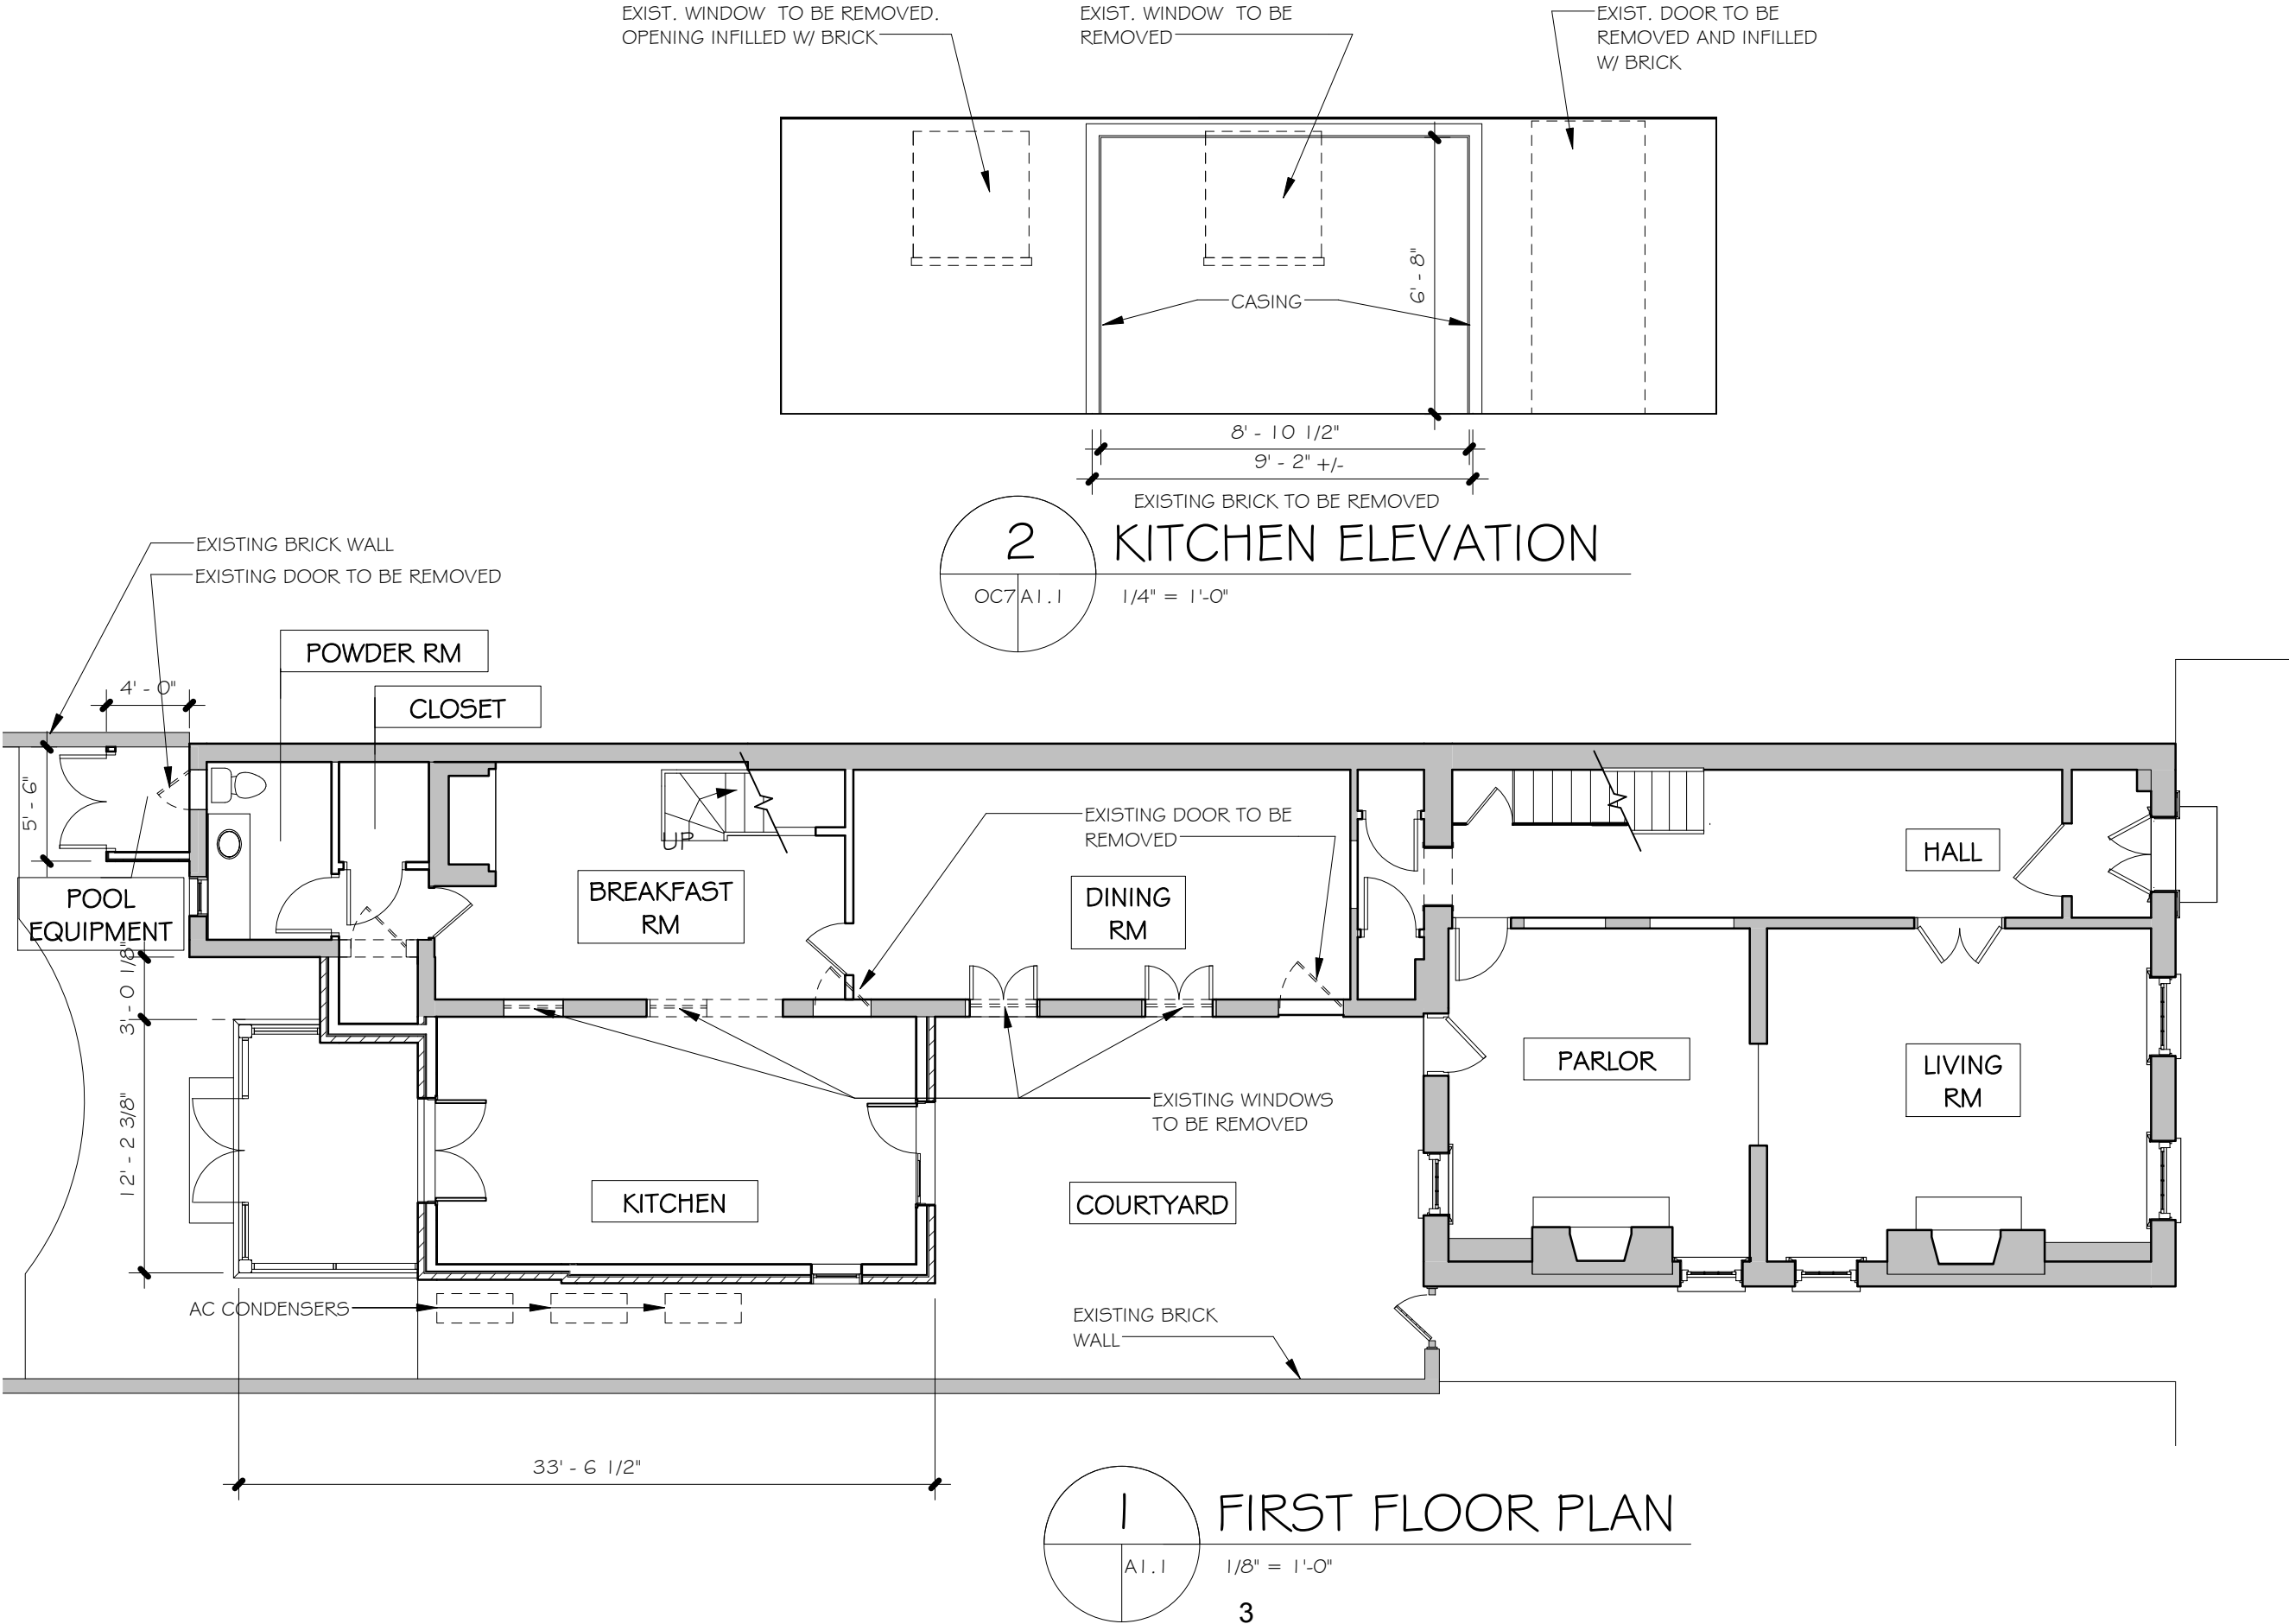 EXIST. WINDOW TO BE REMOVED.
OPENING INFILLED W/ BRICK
EXIST. WINDOW TO BE
REMOVED
EXIST. DOOR TO BE
REMOVED AND INFILLED
W/ BRICK
6' - 8"
CASING
8' - 10 1/2"
9' - 2" +/-
EXISTING BRICK TO BE REMOVED
2
KITCHEN ELEVATION
OC7 A1.1
1/4" = 1'-0"
EXISTING BRICK WALL
EXISTING DOOR TO BE REMOVED
POWDER RM
4' - 0"
CLOSET
5' - 6"
UP
EXISTING DOOR TO BE
REMOVED
HALL
POOL
EQUIPMENT
BREAKFAST
RM
DINING
RM
3' - 0 1/8"
PARLOR
LIVING
RM
EXISTING WINDOWS
TO BE REMOVED
12' - 2 3/8"
KITCHEN
COURTYARD
AC CONDENSERS
EXISTING BRICK
WALL
33' - 6 1/2"
1
FIRST FLOOR PLAN
A1.1
1/8" = 1'-0"
3